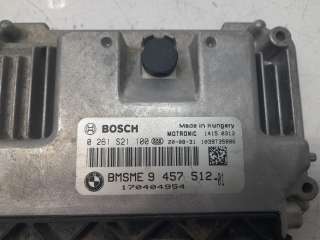 BOSCH
Made in Hungary
MOTRONIC 1415 0313
0 261 S21 100 20-08-31 1039T35006
BMSME 9 457 512-01
170404954